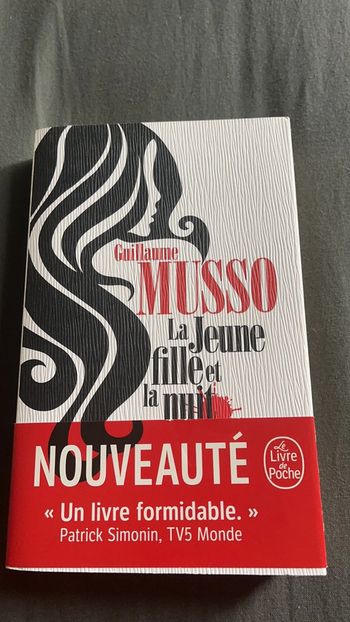 Guillaume
MUSSO
La Jeune
fille et
la nuit
NOUVEAUTÉ
Le
Livre
de
Poche
« Un livre formidable. »
Patrick Simonin, TV5 Monde